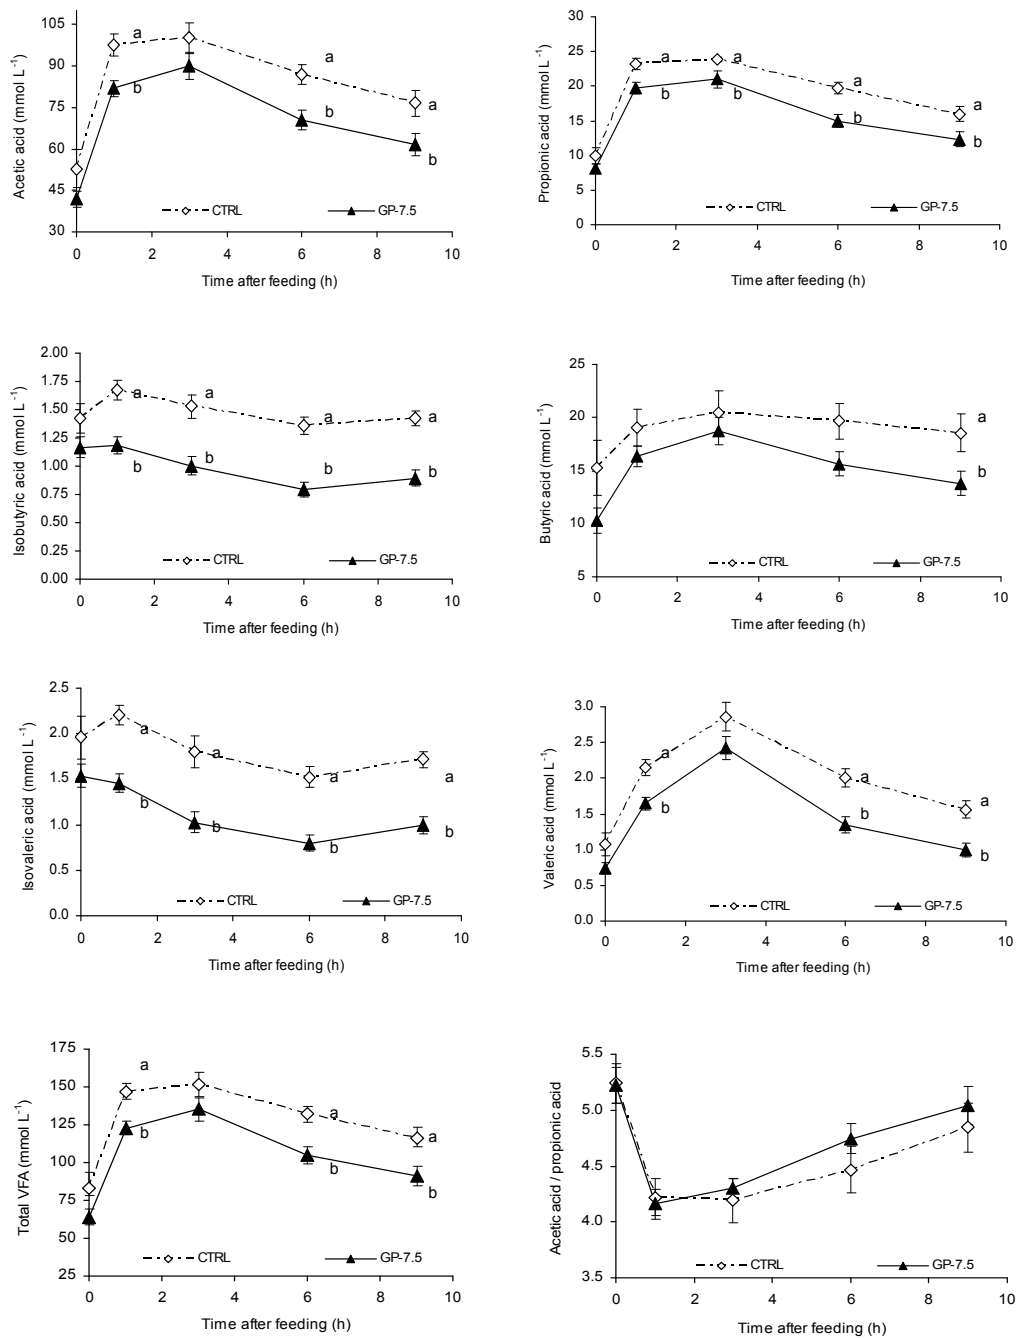 105
90
75
60
45
30
Acetic acid (mmol L-1)
a
a
a
b
b
b
CTRL
GP-7.5
0 2 4 6 8 10
Time after feeding (h)
30
25
20
15
10
5
0
Propionic acid (mmol L-1)
a
a
a
a
b
b
b
b
CTRL
GP-7.5
0 2 4 6 8 10
Time after feeding (h)
2.00
1.75
1.50
1.25
1.00
0.75
0.50
0.25
0.00
Isobutyric acid (mmol L-1)
a
a
a
a
b
b
b
b
CTRL
GP-7.5
0 2 4 6 8 10
Time after feeding (h)
25
20
15
10
5
Butyric acid (mmol L-1)
a
b
CTRL
GP-7.5
0 2 4 6 8 10
Time after feeding (h)
2.5
2.0
1.5
1.0
0.5
0.0
Isovaleric acid (mmol L-1)
a
a
a
a
b
b
b
b
CTRL
GP-7.5
0 2 4 6 8 10
Time after feeding (h)
3.0
2.5
2.0
1.5
1.0
0.5
0.0
Valeric acid (mmol L-1)
a
a
a
b
b
b
CTRL
GP-7.5
0 2 4 6 8 10
Time after feeding (h)
175
150
125
100
75
50
25
Total VFA (mmol L-1)
a
a
a
b
b
b
CTRL
GP-7.5
0 2 4 6 8 10
Time after feeding (h)
5.5
5.0
4.5
4.0
3.5
Acetic acid / propionic acid
CTRL
GP-7.5
0 2 4 6 8 10
Time after feeding (h)